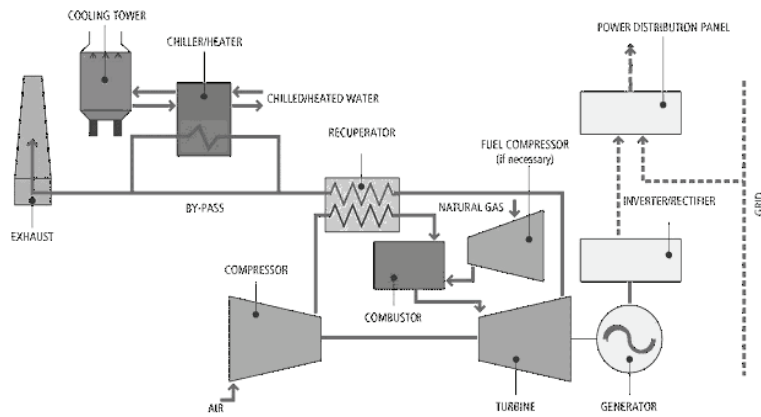 COOLING TOWER
CHILLER/HEATER
POWER DISTRIBUTION PANEL
CHILLED/HEATED WATER
RECUPERATOR
FUEL COMPRESSOR
(if necessary)
BY-PASS
NATURAL GAS
INVERTER/RECTIFIER
GRID
EXHAUST
COMPRESSOR
COMBUSTOR
AIR
TURBINE
GENERATOR